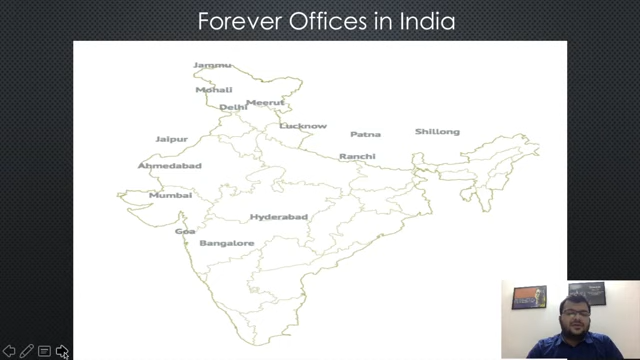 Forever Offices in India
Jammu
Mohali
Meerut
Delhi
Lucknow
Shillong
Patna
Jaipur
Ranchi
Ahmedabad
Mumbai
Hyderabad
Goa
Bangalore